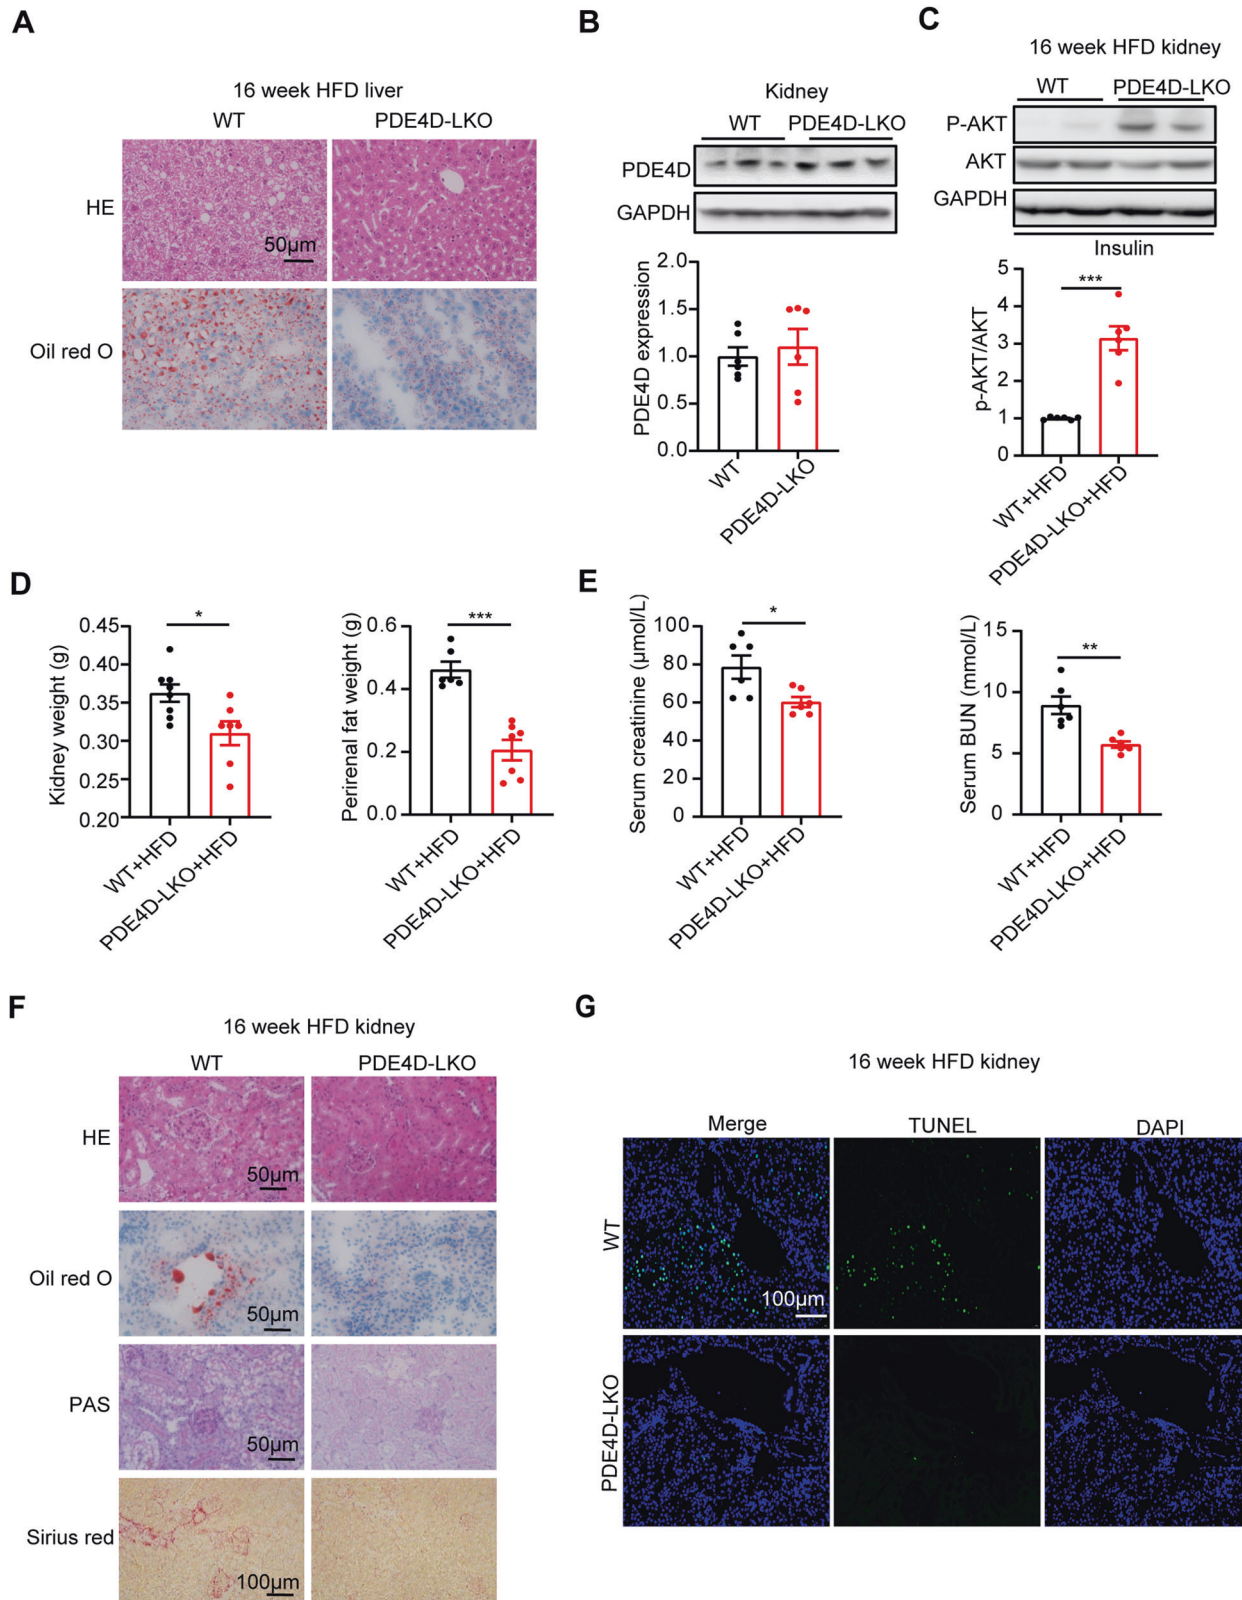 A
16 week HFD liver
WT PDE4D-LKO
HE
50µm
Oil red O
B
Kidney
WT PDE4D-LKO
PDE4D
GAPDH
PDE4D expression
2.0
1.5
1.0
0.5
0.0
WT
PDE4D-LKO
C
16 week HFD kidney
WT PDE4D-LKO
P-AKT
AKT
GAPDH
Insulin
p-AKT/AKT
5
4
3
2
1
0
***
WT+HFD
PDE4D-LKO+HFD
D
Kidney weight (g)
0.45
0.40
0.35
0.30
0.25
0.20
*
WT+HFD
PDE4D-LKO+HFD
Perirenal fat weight (g)
0.6
0.4
0.2
0.0
***
WT+HFD
PDE4D-LKO+HFD
E
Serum creatinine (µmol/L)
100
80
60
40
20
0
*
WT+HFD
PDE4D-LKO+HFD
Serum BUN (mmol/L)
15
10
5
0
**
WT+HFD
PDE4D-LKO+HFD
F
16 week HFD kidney
WT PDE4D-LKO
HE
50µm
Oil red O
50µm
PAS
50µm
Sirius red
100µm
G
16 week HFD kidney
Merge TUNEL DAPI
WT
100µm
PDE4D-LKO